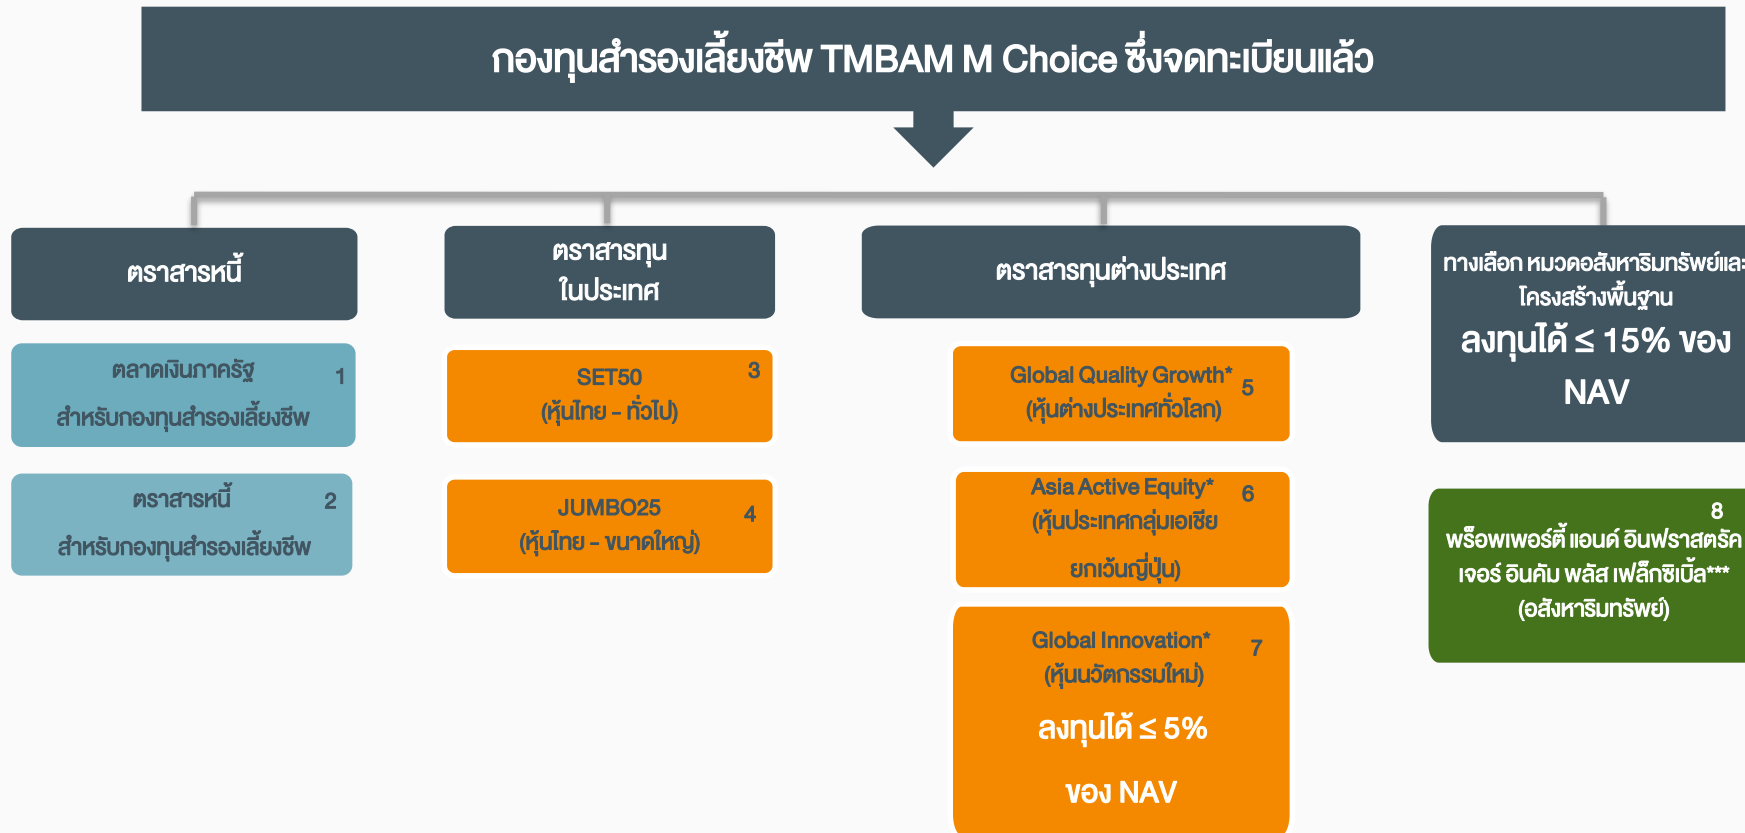 กองทุนสำรองเลี้ยงชีพ TMBAM M Choice ซึ่งจดทะเบียนแล้ว
ตราสารหนี้
ตลาดเงินภาครัฐ 1
สำหรับกองทุนสำรองเลี้ยงชีพ
ตราสารหนี้ 2
สำหรับกองทุนสำรองเลี้ยงชีพ
ตราสารทุน
ในประเทศ
SET50 3
(หุ้นไทย - ทั่วไป)
JUMBO25 4
(หุ้นไทย - ขนาดใหญ่)
ตราสารทุนต่างประเทศ
Global Quality Growth* 5
(หุ้นต่างประเทศทั่วโลก)
Asia Active Equity* 6
(หุ้นประเทศกลุ่มเอเชีย
ยกเว้นญี่ปุ่น)
Global Innovation* 7
(หุ้นนวัตกรรมใหม่)
ลงทุนได้ ≤ 5%
ของ NAV
ทางเลือก หมวดอสังหาริมทรัพย์และ
โครงสร้างพื้นฐาน
ลงทุนได้ ≤ 15% ของ
NAV
8
พร็อพเพอร์ตี้ แอนด์ อินฟราสตรัค
เจอร์ อินคัม พลัส เฟล็กซิเบิ้ล***
(อสังหาริมทรัพย์)